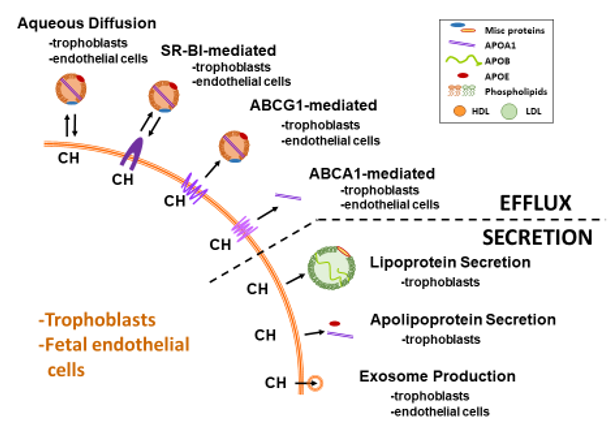 Aqueous Diffusion
-trophoblasts
-endothelial cells
SR-BI-mediated
-trophoblasts
-endothelial cells
ABCG1-mediated
-trophoblasts
-endothelial cells
ABCA1-mediated
-trophoblasts
-endothelial cells
Misc proteins
APOA1
APOB
APOE
Phospholipids
HDL
LDL
CH
CH
CH
CH
EFFLUX
SECRETION
CH
Lipoprotein Secretion
-trophoblasts
CH
Apolipoprotein Secretion
-trophoblasts
CH
Exosome Production
-trophoblasts
-endothelial cells
-Trophoblasts
-Fetal endothelial
cells